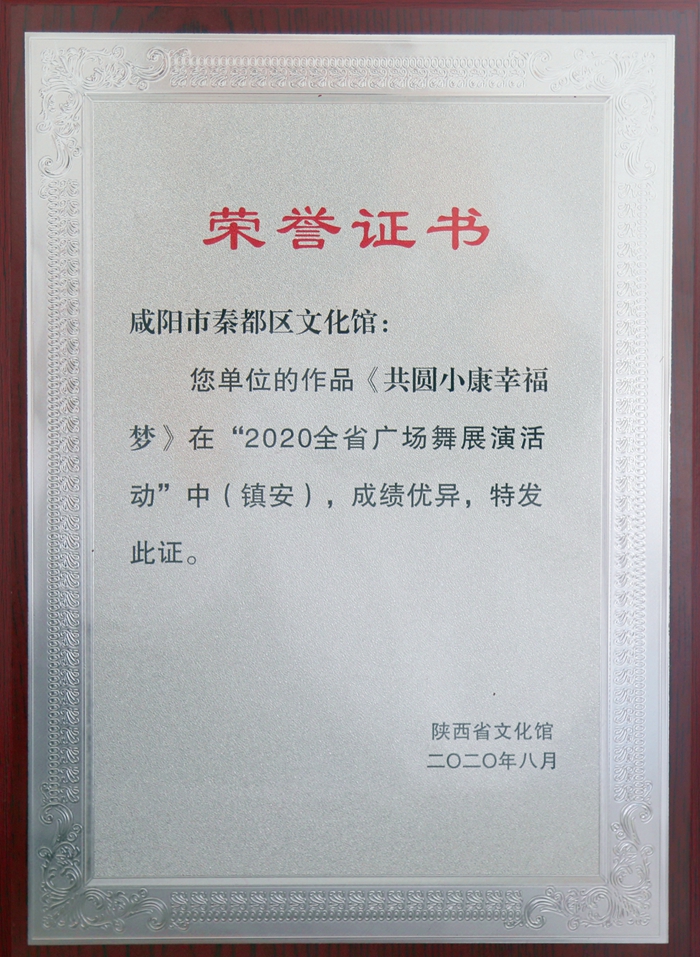 荣誉证书
咸阳市秦都区文化馆：
您单位的作品《共圆小康幸福
梦》在“2020全省广场舞展演活
动”中（镇安），成绩优异，特发
此证。
陕西省文化馆
二〇二〇年八月